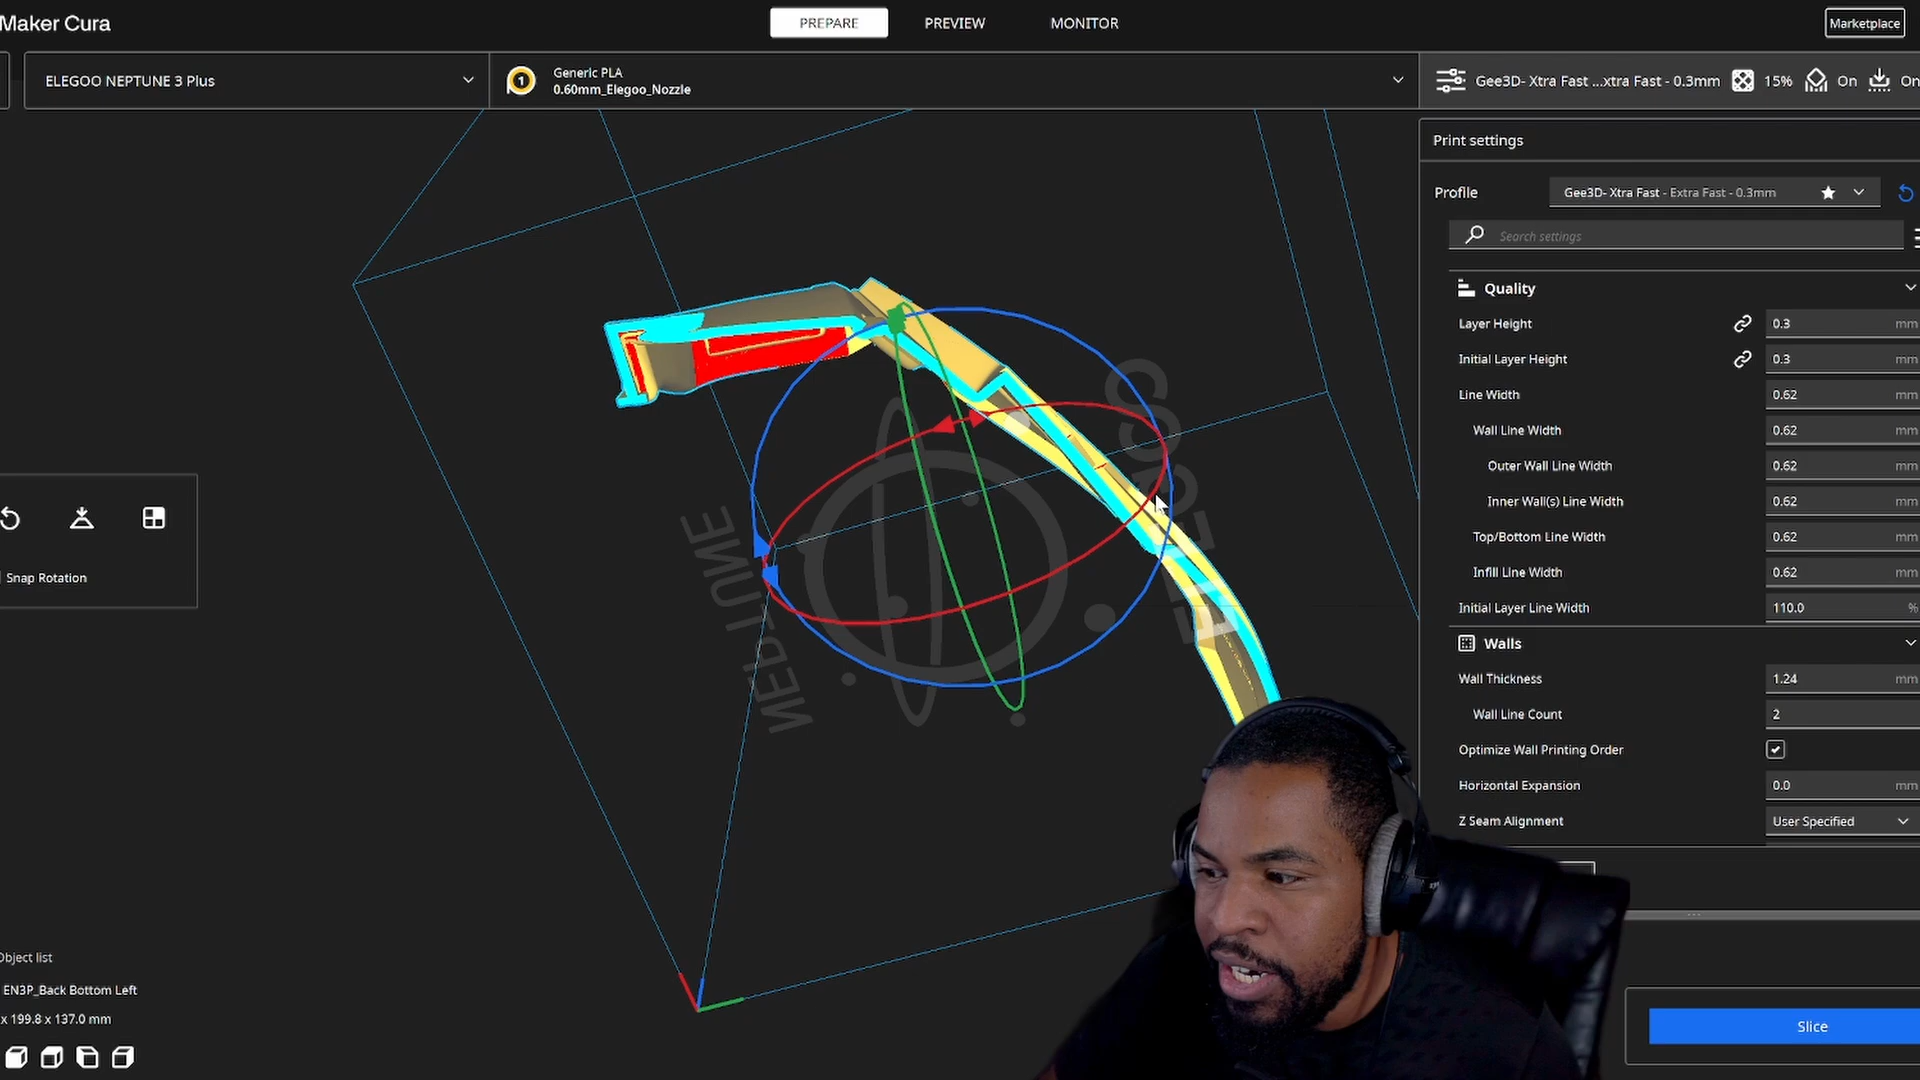 Maker Cura
PREPARE
PREVIEW
MONITOR
Marketplace
ELEGOO NEPTUNE 3 Plus
1
Generic PLA
0.60mm_Elegoo_Nozzle
Gee3D- Xtra Fast ...xtra Fast - 0.3mm
15%
On
On
Print settings
Profile
Gee3D- Xtra Fast - Extra Fast - 0.3mm
Search settings
Quality
Layer Height
0.3 mm
Initial Layer Height
0.3 mm
Line Width
0.62 mm
Wall Line Width
0.62 mm
Outer Wall Line Width
0.62 mm
Inner Wall(s) Line Width
0.62 mm
Top/Bottom Line Width
0.62 mm
Infill Line Width
0.62 mm
Initial Layer Line Width
110.0 %
Walls
Wall Thickness
1.24 mm
Wall Line Count
2
Optimize Wall Printing Order
Horizontal Expansion
0.0 mm
Z Seam Alignment
User Specified
Snap Rotation
NEPTUNE
Object list
EN3P_Back Bottom Left
x 199.8 x 137.0 mm
Slice